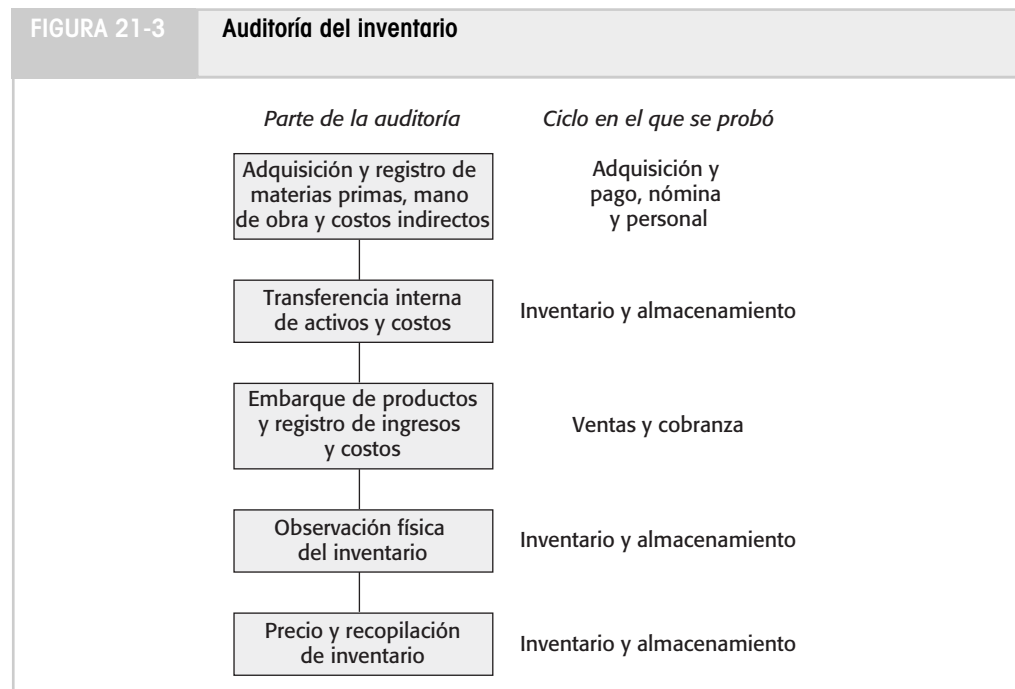 FIGURA 21-3
Auditoría del inventario
Parte de la auditoría
Ciclo en el que se probó
Adquisición y registro de
materias primas, mano
de obra y costos indirectos
Adquisición y
pago, nómina
y personal
Transferencia interna
de activos y costos
Inventario y almacenamiento
Embarque de productos
y registro de ingresos
y costos
Ventas y cobranza
Observación física
del inventario
Inventario y almacenamiento
Precio y recopilación
de inventario
Inventario y almacenamiento